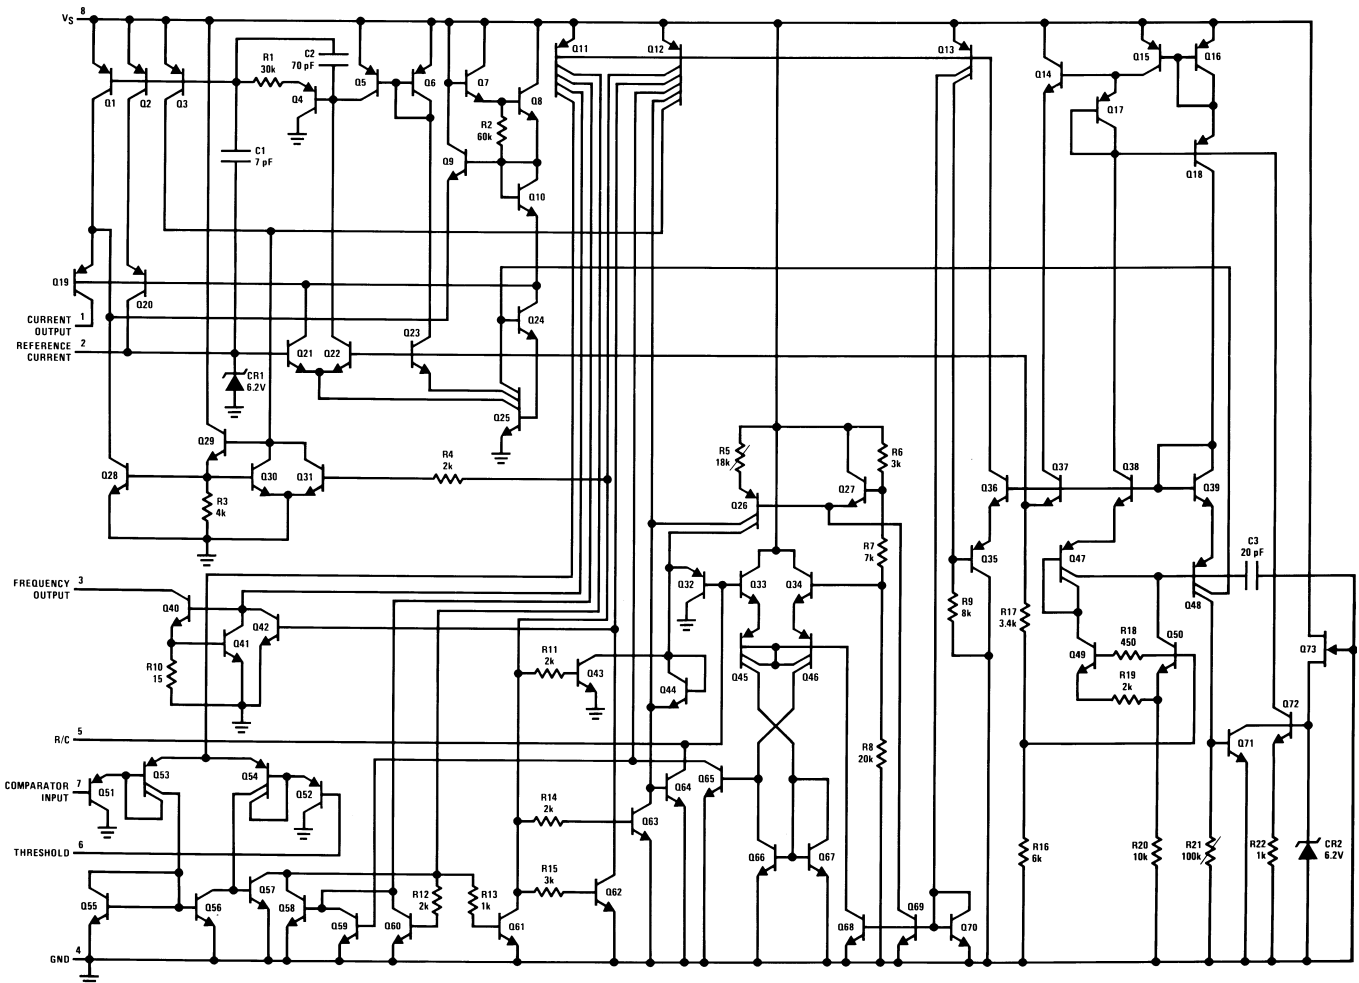 VS 8
Q1
Q2
Q3
R1
30k
C2
70 pF
Q4
Q5
Q6
Q7
Q8
R2
60k
Q9
Q10
Q11
Q12
Q13
Q14
Q15
Q16
Q17
Q18
C1
7 pF
Q19
Q20
CURRENT 1
OUTPUT
REFERENCE 2
CURRENT
CR1
6.2V
Q21
Q22
Q23
Q24
Q25
Q28
Q29
Q30
Q31
R3
4k
R4
2k
R5
18k
Q26
Q27
R6
3k
R7
7k
Q36
Q35
Q37
Q38
Q39
FREQUENCY 3
OUTPUT
Q40
Q41
Q42
R10
15
Q32
Q33
Q34
R9
8k
R17
3.4k
Q47
Q48
C3
20 pF
R11
2k
Q43
Q44
Q45
Q46
Q49
R18
450
Q50
R19
2k
Q73
R/C 5
R8
20k
Q71
Q72
COMPARATOR 7
INPUT
Q51
Q53
Q54
Q52
THRESHOLD 6
R14
2k
Q63
Q64
Q65
R15
3k
Q62
Q66
Q67
R16
6k
R20
10k
R21
100k
R22
1k
CR2
6.2V
Q55
Q56
Q57
Q58
Q59
Q60
R12
2k
R13
1k
Q61
Q68
Q69
Q70
GND 4